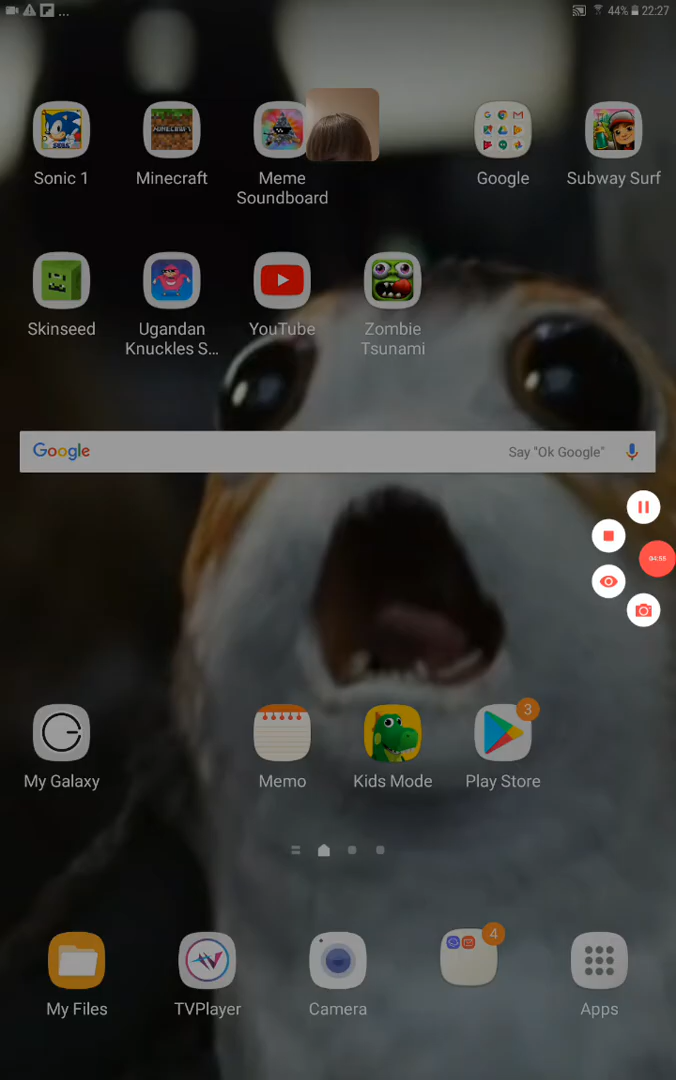 ...
44% 22:27
Sonic 1
Minecraft
Meme
Soundboard
Google
Subway Surf
Skinseed
Ugandan
Knuckles S...
YouTube
Zombie
Tsunami
Google
Say "Ok Google"
My Galaxy
Memo
Kids Mode
3
Play Store
My Files
TVPlayer
Camera
4
Apps